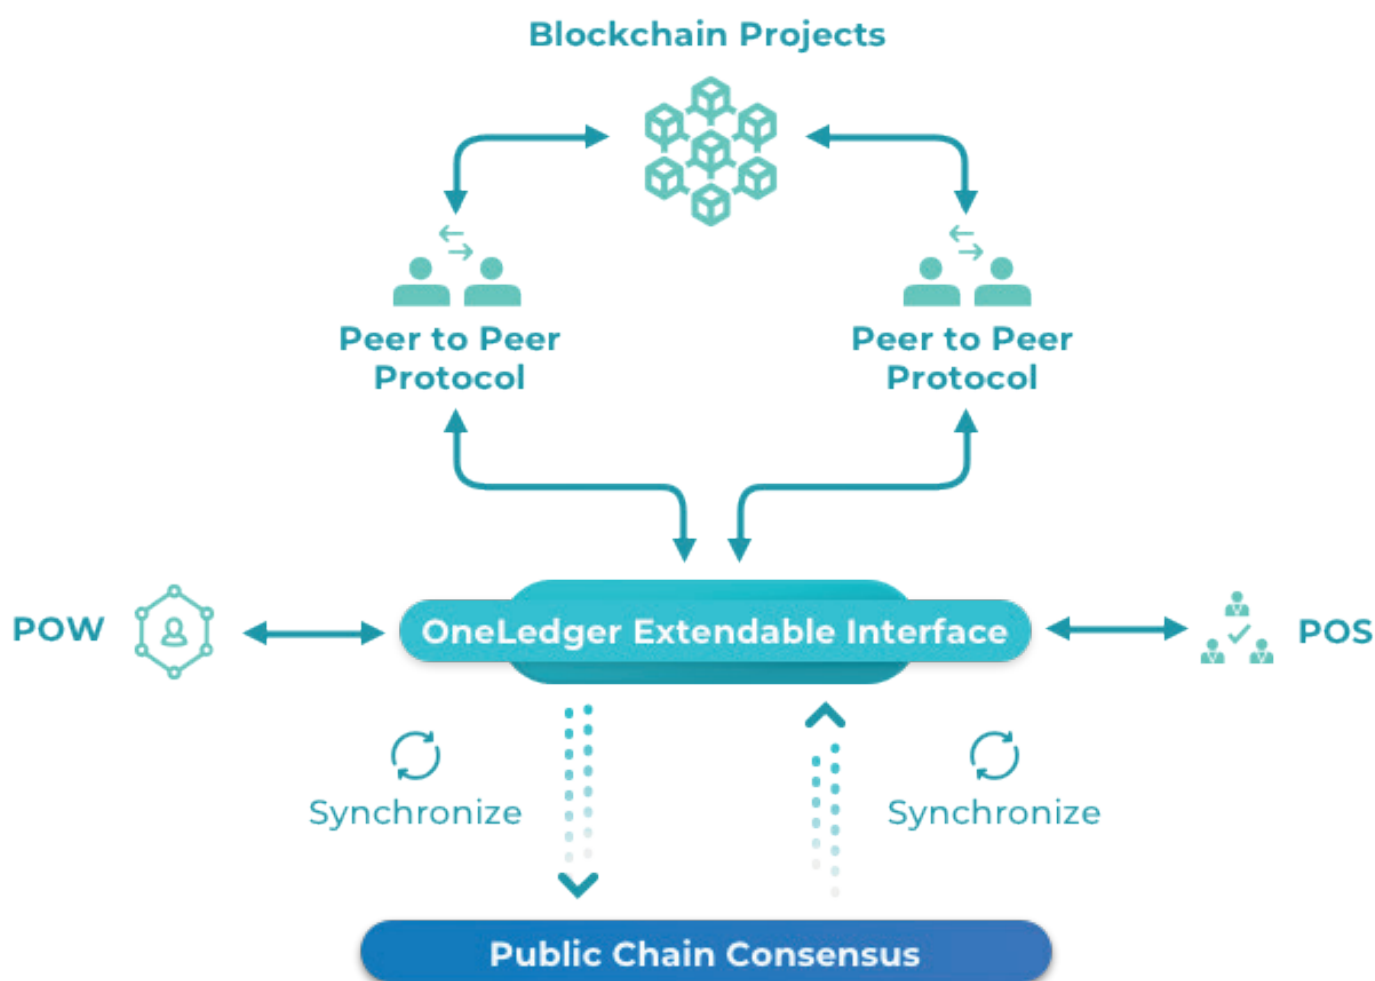 Blockchain Projects
Peer to Peer
Protocol
Peer to Peer
Protocol
POW
OneLedger Extendable Interface
POS
Synchronize
Synchronize
Public Chain Consensus